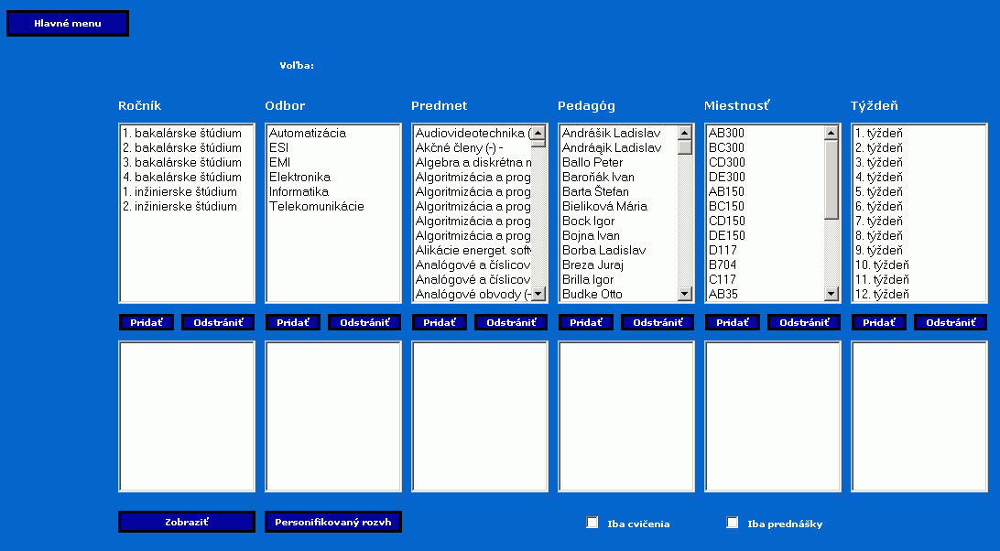 Hlavné menu
Voľba:
Ročník
1. bakalárske štúdium
2. bakalárske štúdium
3. bakalárske štúdium
4. bakalárske štúdium
1. inžinierske štúdium
2. inžinierske štúdium
Pridať Odstrániť
Odbor
Automatizácia
ESI
EMI
Elektronika
Informatika
Telekomunikácie
Pridať Odstrániť
Predmet
Audiovideotechnika (
Akčné členy (-) -
Algebra a diskrétna m
Algoritmizácia a prog
Algoritmizácia a prog
Algoritmizácia a prog
Algoritmizácia a prog
Algoritmizácia a prog
Alikácie energet. softv
Analógové a číslicov
Analógové a číslicov
Analógové obvody (-
Pridať Odstrániť
Pedagóg
Andrášik Ladislav
Andráąik Ladislav
Ballo Peter
Baroňák Ivan
Barta Štefan
Bieliková Mária
Bock Igor
Bojna Ivan
Borba Ladislav
Breza Juraj
Brilla Igor
Budke Otto
Pridať Odstrániť
Miestnosť
AB300
BC300
CD300
DE300
AB150
BC150
CD150
DE150
D117
B704
C117
AB35
Pridať Odstrániť
Týždeň
1. týždeň
2. týždeň
3. týždeň
4. týždeň
5. týždeň
6. týždeň
7. týždeň
8. týždeň
9. týždeň
10. týždeň
11. týždeň
12. týždeň
Pridať Odstrániť
Zobraziť
Personifikovaný rozvh
Iba cvičenia
Iba prednášky